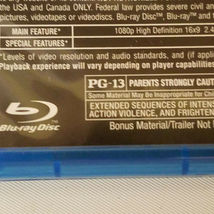 the USA and Canada ONLY. Federal law provides severe civil a
pictures, videotapes or videodiscs. Blu-ray Disc™, Blu-ray™ and
MAIN FEATURE 1080p High Definition 16x9 2.4
SPECIAL FEATURES*
*Levels of video resolution and audio standards, and (if appli
Playback experience will vary depending on player capabilities
PG-13 PARENTS STRONGLY CAUT
Some Material May Be Inappropriate for Ch
EXTENDED SEQUENCES OF INTENS
ACTION VIOLENCE, AND FRIGHTEN
Blu-ray Disc
Bonus Material/Trailer Not